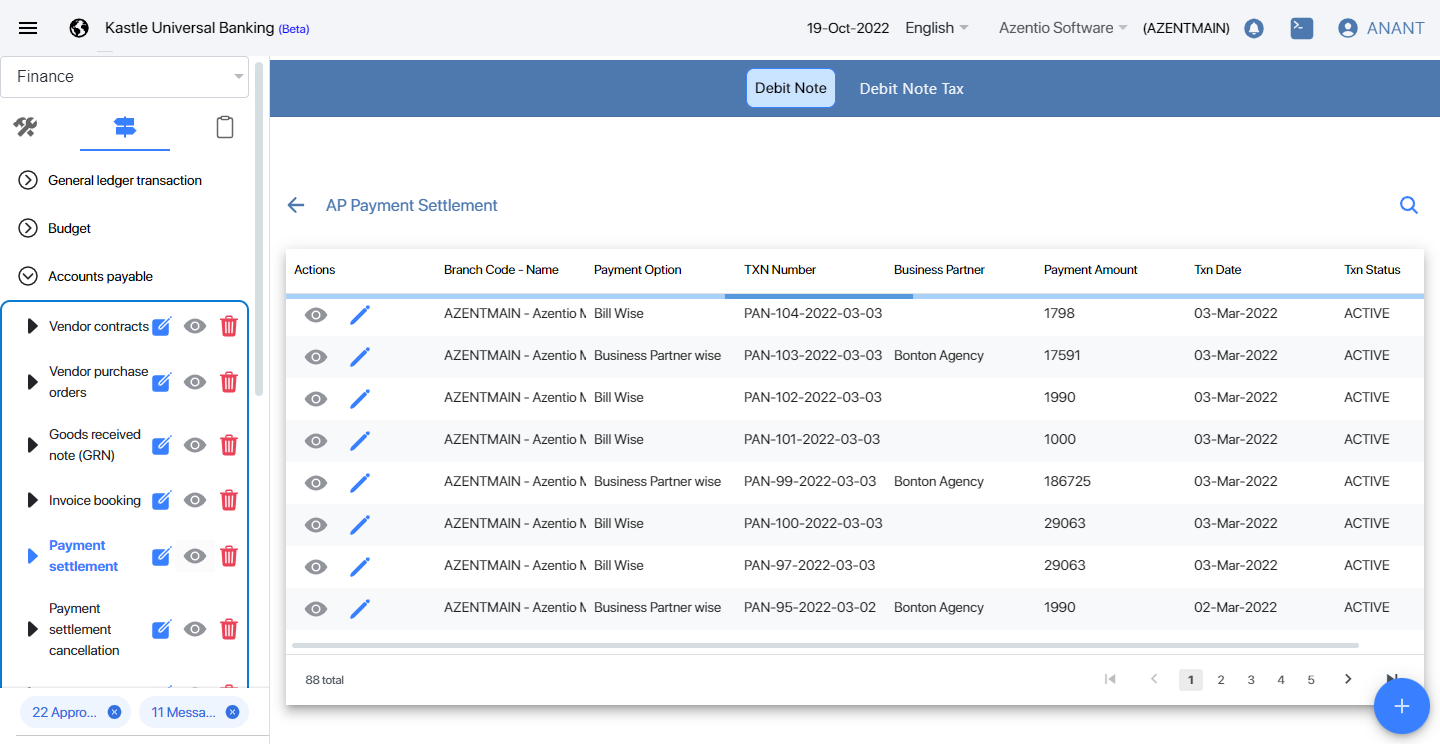 Kastle Universal Banking (Beta) 19-Oct-2022 English Azentio Software (AZENTMAIN) ANANT
Finance
Debit Note Debit Note Tax
General ledger transaction
Budget
Accounts payable
Vendor contracts
Vendor purchase
orders
Goods received
note (GRN)
Invoice booking
Payment
settlement
Payment
settlement
cancellation
22 Appro... 11 Messa...
AP Payment Settlement
Actions Branch Code - Name Payment Option TXN Number Business Partner Payment Amount Txn Date Txn Status
AZENTMAIN - Azentio M Bill Wise PAN-104-2022-03-03 1798 03-Mar-2022 ACTIVE
AZENTMAIN - Azentio M Business Partner wise PAN-103-2022-03-03 Bonton Agency 17591 03-Mar-2022 ACTIVE
AZENTMAIN - Azentio M Bill Wise PAN-102-2022-03-03 1990 03-Mar-2022 ACTIVE
AZENTMAIN - Azentio M Bill Wise PAN-101-2022-03-03 1000 03-Mar-2022 ACTIVE
AZENTMAIN - Azentio M Business Partner wise PAN-99-2022-03-03 Bonton Agency 186725 03-Mar-2022 ACTIVE
AZENTMAIN - Azentio M Bill Wise PAN-100-2022-03-03 29063 03-Mar-2022 ACTIVE
AZENTMAIN - Azentio M Bill Wise PAN-97-2022-03-03 29063 03-Mar-2022 ACTIVE
AZENTMAIN - Azentio M Business Partner wise PAN-95-2022-03-02 Bonton Agency 1990 02-Mar-2022 ACTIVE
88 total 1 2 3 4 5